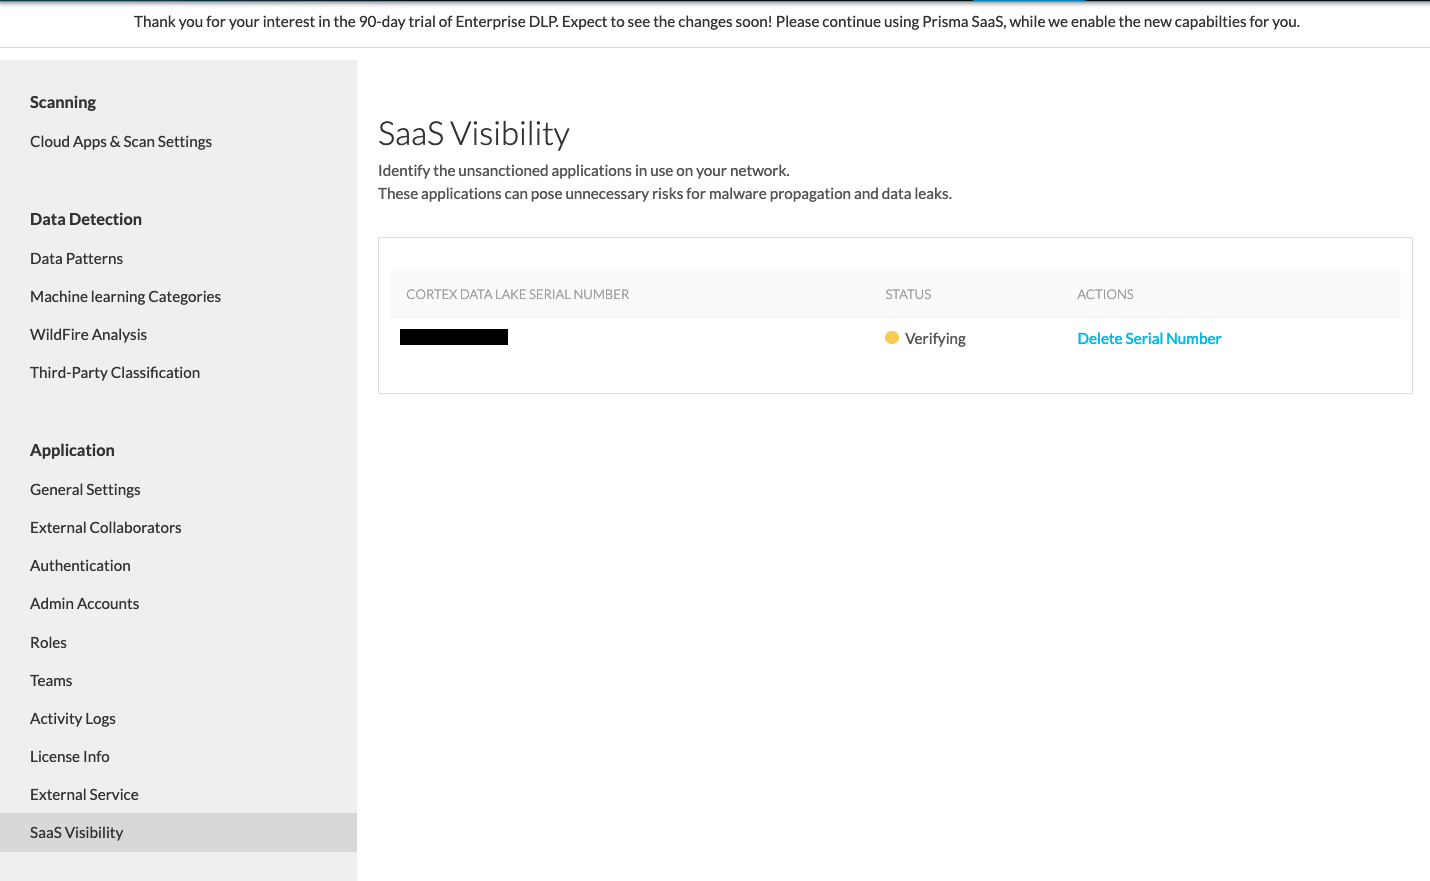 Thank you for your interest in the 90-day trial of Enterprise DLP. Expect to see the changes soon! Please continue using Prisma SaaS, while we enable the new capabilties for you.
Scanning
Cloud Apps & Scan Settings
Data Detection
Data Patterns
Machine learning Categories
WildFire Analysis
Third-Party Classification
Application
General Settings
External Collaborators
Authentication
Admin Accounts
Roles
Teams
Activity Logs
License Info
External Service
SaaS Visibility
SaaS Visibility
Identify the unsanctioned applications in use on your network.
These applications can pose unnecessary risks for malware propagation and data leaks.
CORTEX DATA LAKE SERIAL NUMBER STATUS ACTIONS
Verifying Delete Serial Number